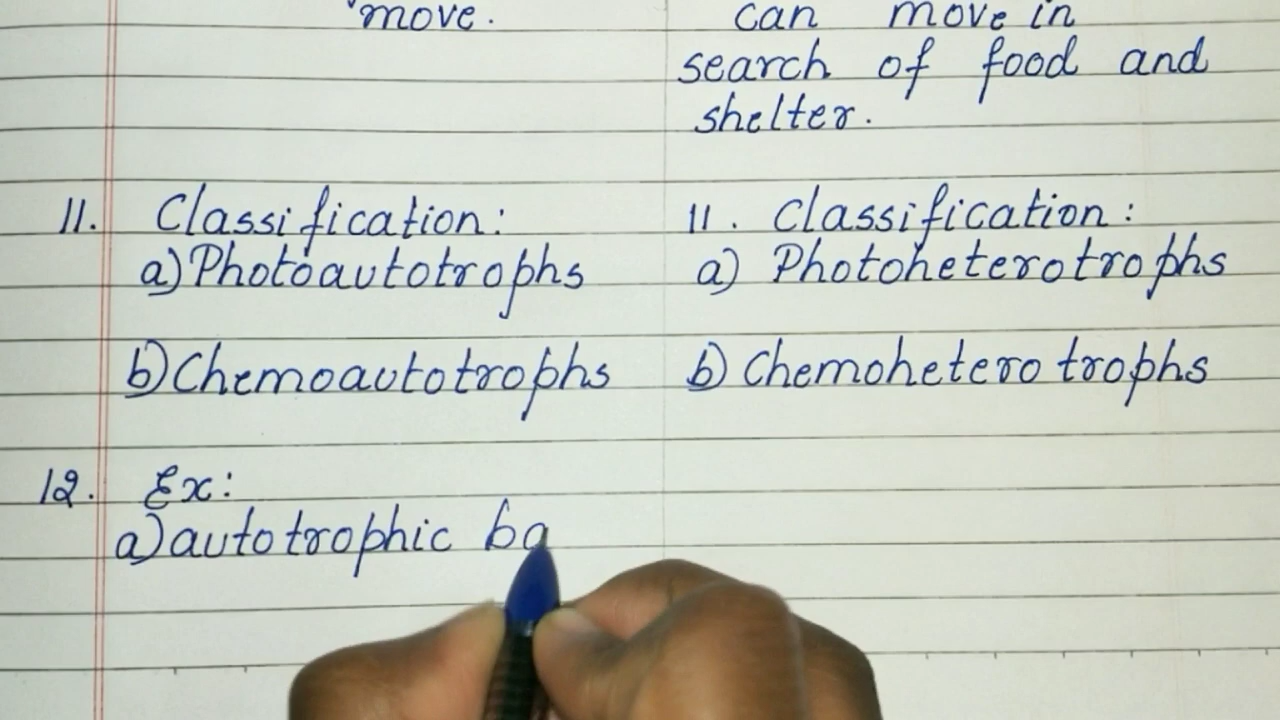 move.
can move in
search of food and
shelter.
11. Classification:
a) Photoautotrophs
b) Chemoautotrophs
11. Classification:
a) Photoheterotrophs
b) Chemoheterotrophs
12. Ex:
a) autotrophic ba